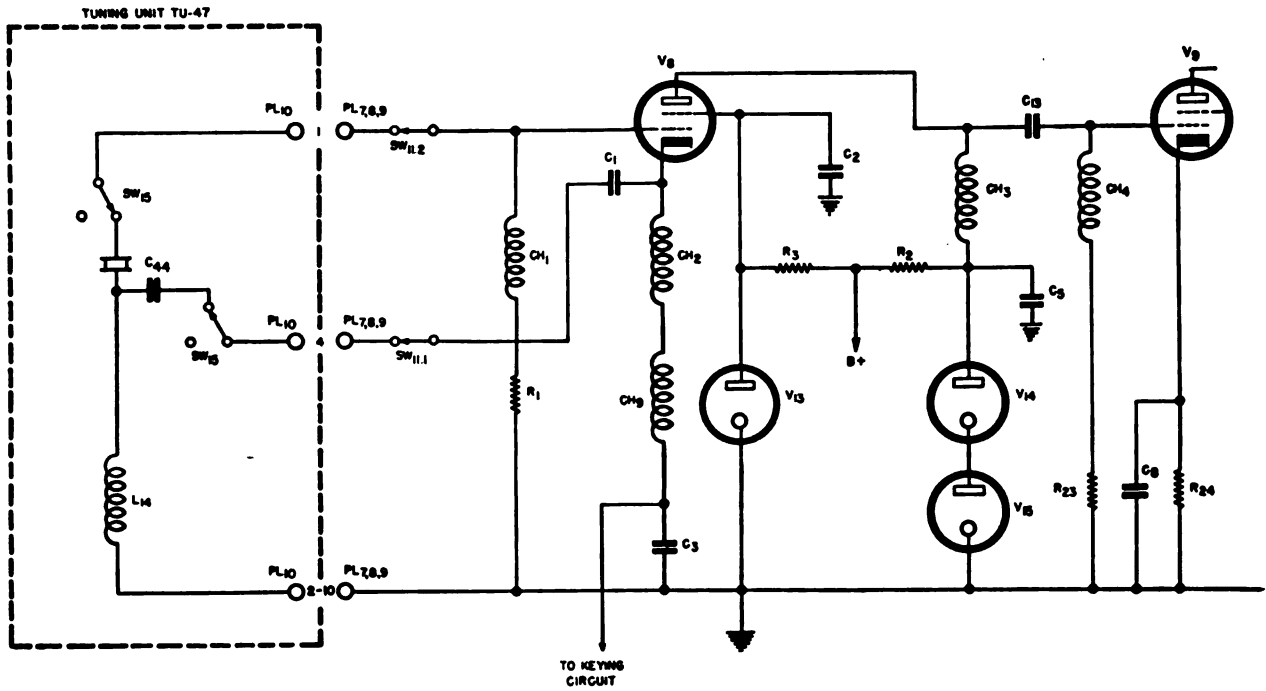 TUNING UNIT TU-47
V8
V9
PL10
1
PL7,8,9
SW11.2
C13
C1
C2
SW15
CH1
CH2
CH3
CH4
C44
R3
R2
C5
PL10
4
PL7,8,9
SW15
SW11.1
B+
R1
CH9
V13
V14
L14
V15
R23
C8
R24
C3
PL10
2-10
PL7,8,9
TO KEYING
CIRCUIT